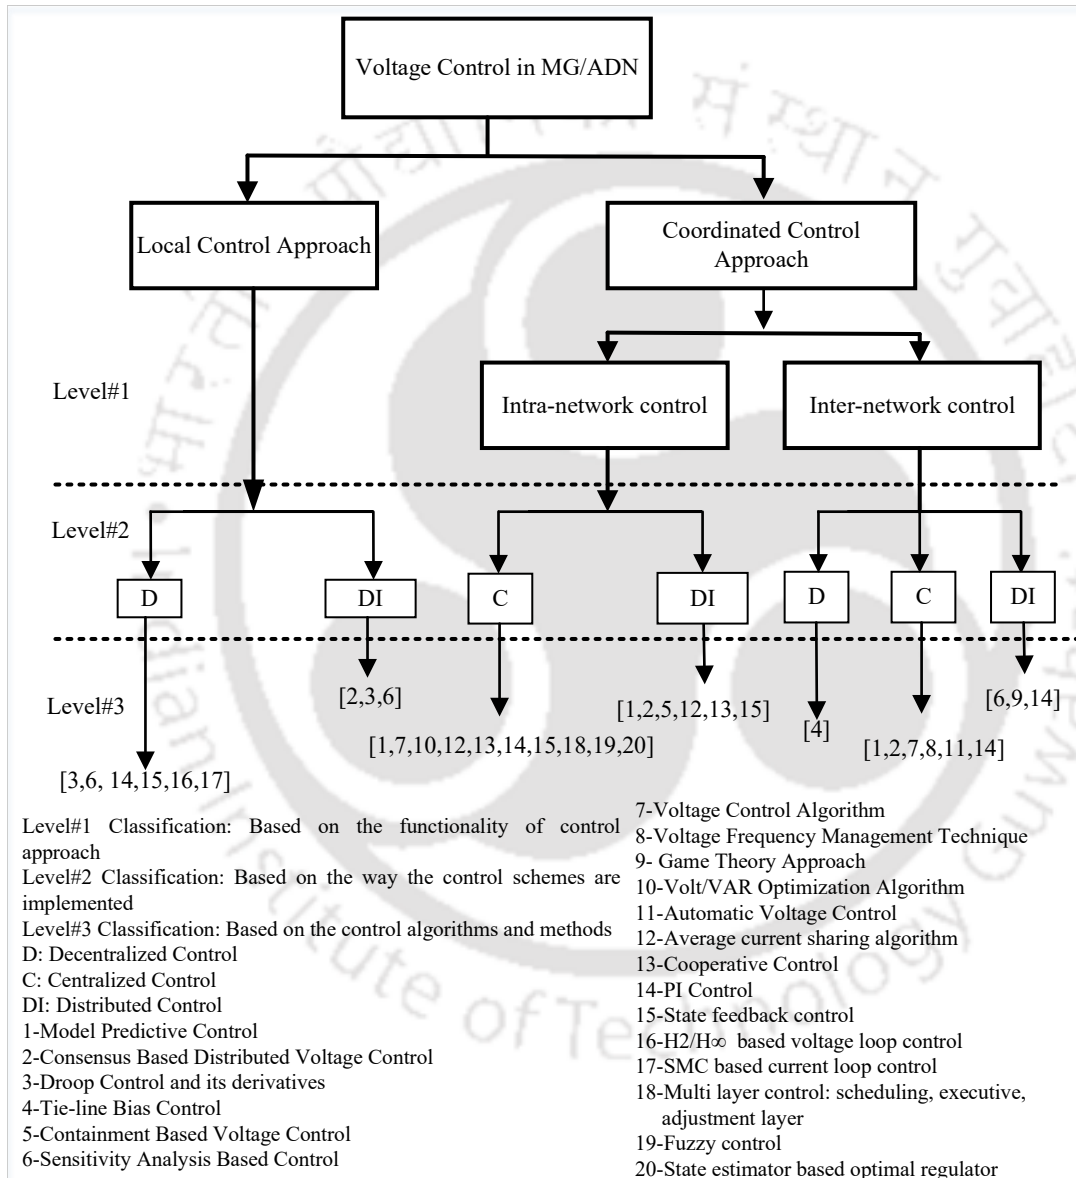 Voltage Control in MG/ADN
Local Control Approach
Coordinated Control
Approach
Level#1
Intra-network control
Inter-network control
Level#2
D
DI
C
DI
D
C
DI
Level#3
[2,3,6]
[1,2,5,12,13,15]
[6,9,14]
[4]
[1,7,10,12,13,14,15,18,19,20]
[1,2,7,8,11,14]
[3,6, 14,15,16,17]
Level#1 Classification: Based on the functionality of control
approach
Level#2 Classification: Based on the way the control schemes are
implemented
Level#3 Classification: Based on the control algorithms and methods
D: Decentralized Control
C: Centralized Control
DI: Distributed Control
1-Model Predictive Control
2-Consensus Based Distributed Voltage Control
3-Droop Control and its derivatives
4-Tie-line Bias Control
5-Containment Based Voltage Control
6-Sensitivity Analysis Based Control
7-Voltage Control Algorithm
8-Voltage Frequency Management Technique
9- Game Theory Approach
10-Volt/VAR Optimization Algorithm
11-Automatic Voltage Control
12-Average current sharing algorithm
13-Cooperative Control
14-PI Control
15-State feedback control
16-H2/H∞ based voltage loop control
17-SMC based current loop control
18-Multi layer control: scheduling, executive,
adjustment layer
19-Fuzzy control
20-State estimator based optimal regulator
Indian Institute of Technology